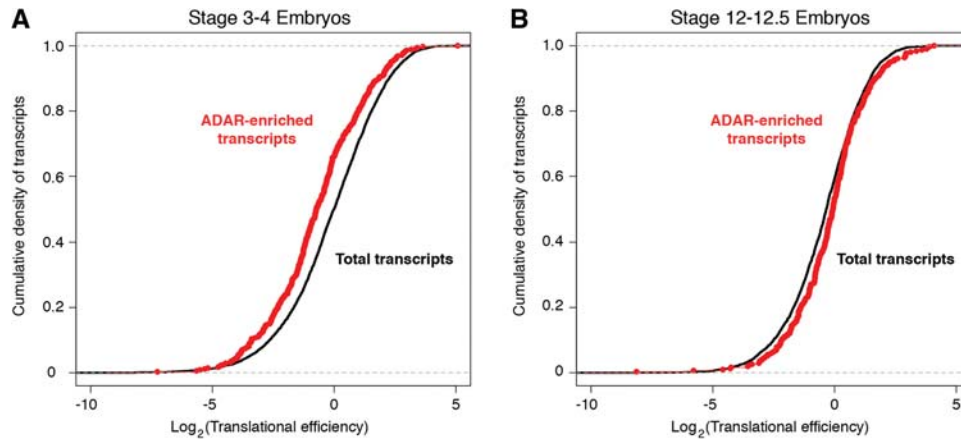 A
Stage 3-4 Embryos
Cumulative density of transcripts
1.0
0.8
0.6
0.4
0.2
0
ADAR-enriched
transcripts
Total transcripts
-10
-5
0
5
Log2(Translational efficiency)
B
Stage 12-12.5 Embryos
Cumulative density of transcripts
1.0
0.8
0.6
0.4
0.2
0
ADAR-enriched
transcripts
Total transcripts
-10
-5
0
5
Log2(Translational efficiency)